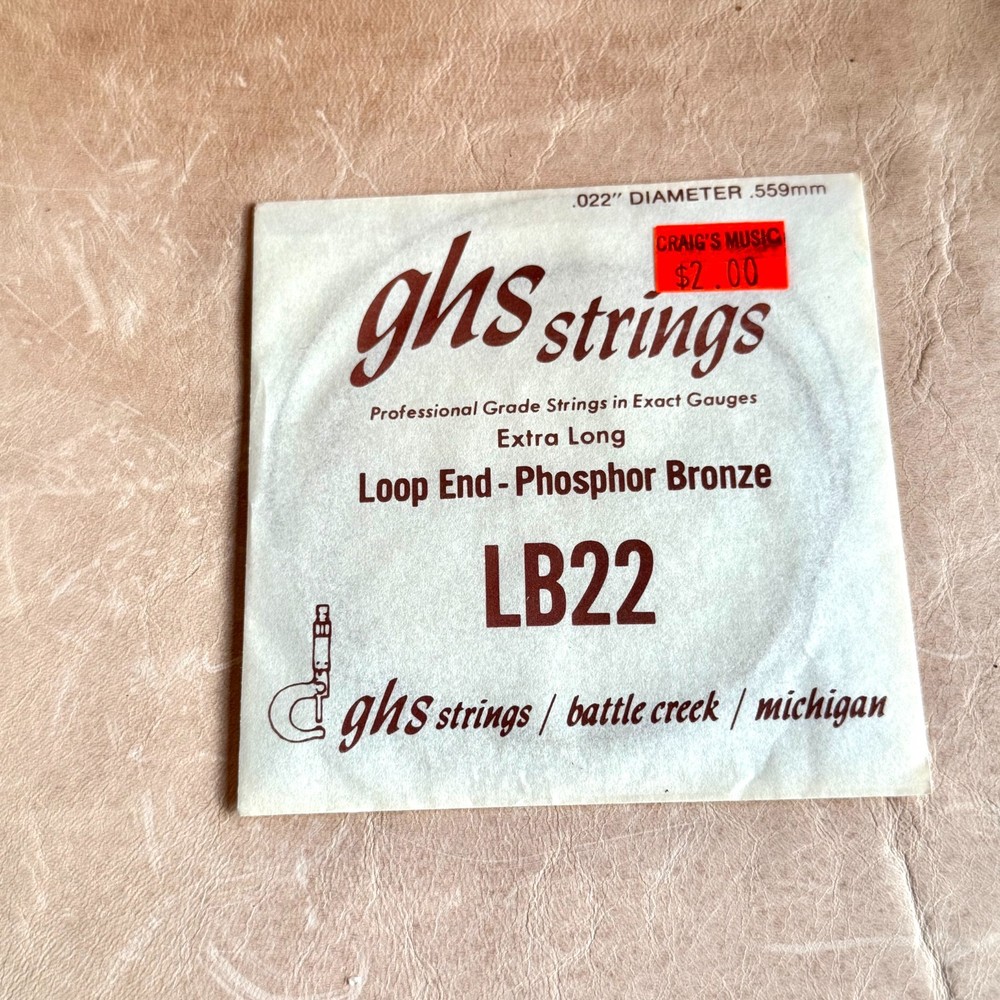 .022" DIAMETER .559mm
CRAIG'S MUSIC
$2.00
ghs strings
Professional Grade Strings in Exact Gauges
Extra Long
Loop End - Phosphor Bronze
LB22
ghs strings / battle creek / michigan